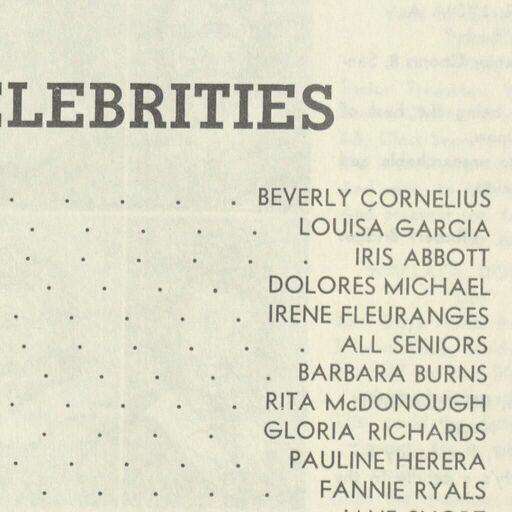 ELEBRITIES
. . . . . BEVERLY CORNELIUS
. . . . . . LOUISA GARCIA
. . . . . . IRIS ABBOTT
. . . . . DOLORES MICHAEL
. . . . . IRENE FLEURANGES
. . . . . . ALL SENIORS
. . . . . BARBARA BURNS
. . . . . RITA McDONOUGH
. . . . . GLORIA RICHARDS
. . . . . PAULINE HERERA
. . . . . FANNIE RYALS